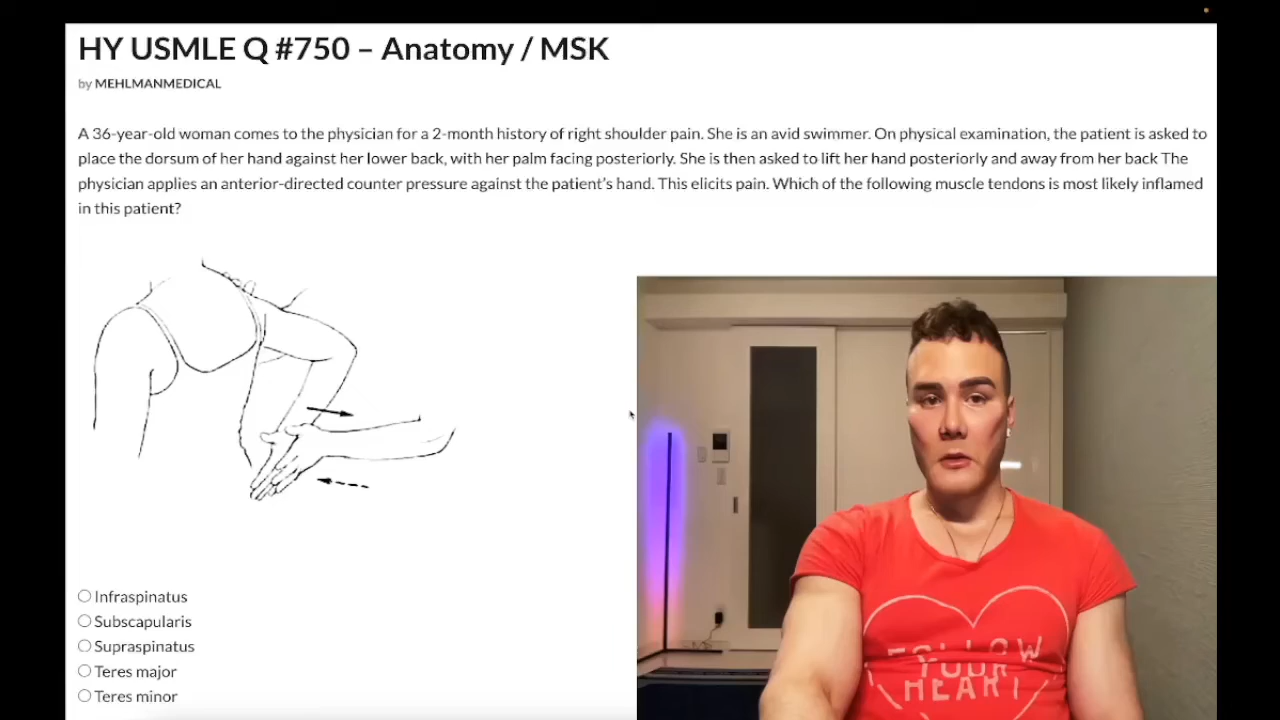 HY USMLE Q #750 – Anatomy / MSK
by MEHLMANMEDICAL
A 36-year-old woman comes to the physician for a 2-month history of right shoulder pain. She is an avid swimmer. On physical examination, the patient is asked to
place the dorsum of her hand against her lower back, with her palm facing posteriorly. She is then asked to lift her hand posteriorly and away from her back The
physician applies an anterior-directed counter pressure against the patient's hand. This elicits pain. Which of the following muscle tendons is most likely inflamed
in this patient?
Infraspinatus
Subscapularis
Supraspinatus
Teres major
Teres minor
FOLLOW
YOUR
HEART